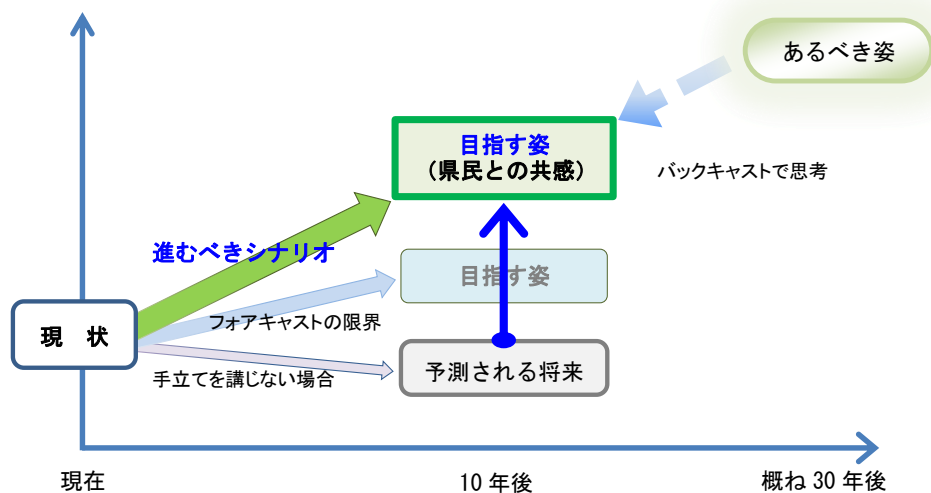 あるべき姿
目指す姿
(県民との共感)
バックキャストで思考
進むべきシナリオ
目指す姿
フォアキャストの限界
現 状
手立てを講じない場合
予測される将来
現在
10 年後
概ね 30 年後